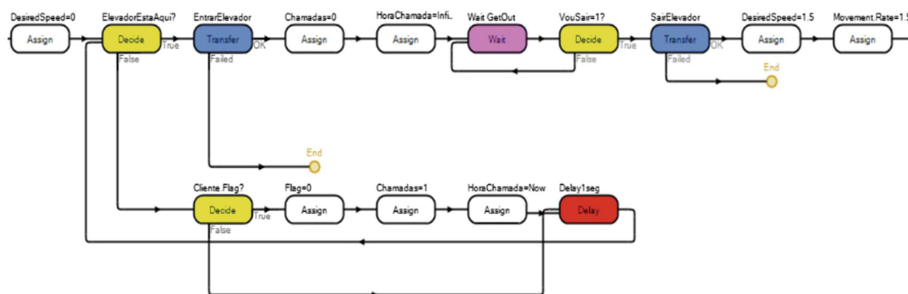 DesiredSpeed=0
Assign
ElevadorEstaAqui?
Decide
True
False
EntrarElevador
Transfer
OK
Failed
Chamadas=0
Assign
HoraChamada=Infi..
Assign
Wait GetOut
Wait
VouSair=1?
Decide
True
False
SairElevador
Transfer
OK
Failed
DesiredSpeed=1.5
Assign
Movement.Rate=1.5
Assign
End
End
Cliente.Flag?
Decide
True
False
Flag=0
Assign
Chamadas=1
Assign
HoraChamada=Now
Assign
Delay1seg
Delay